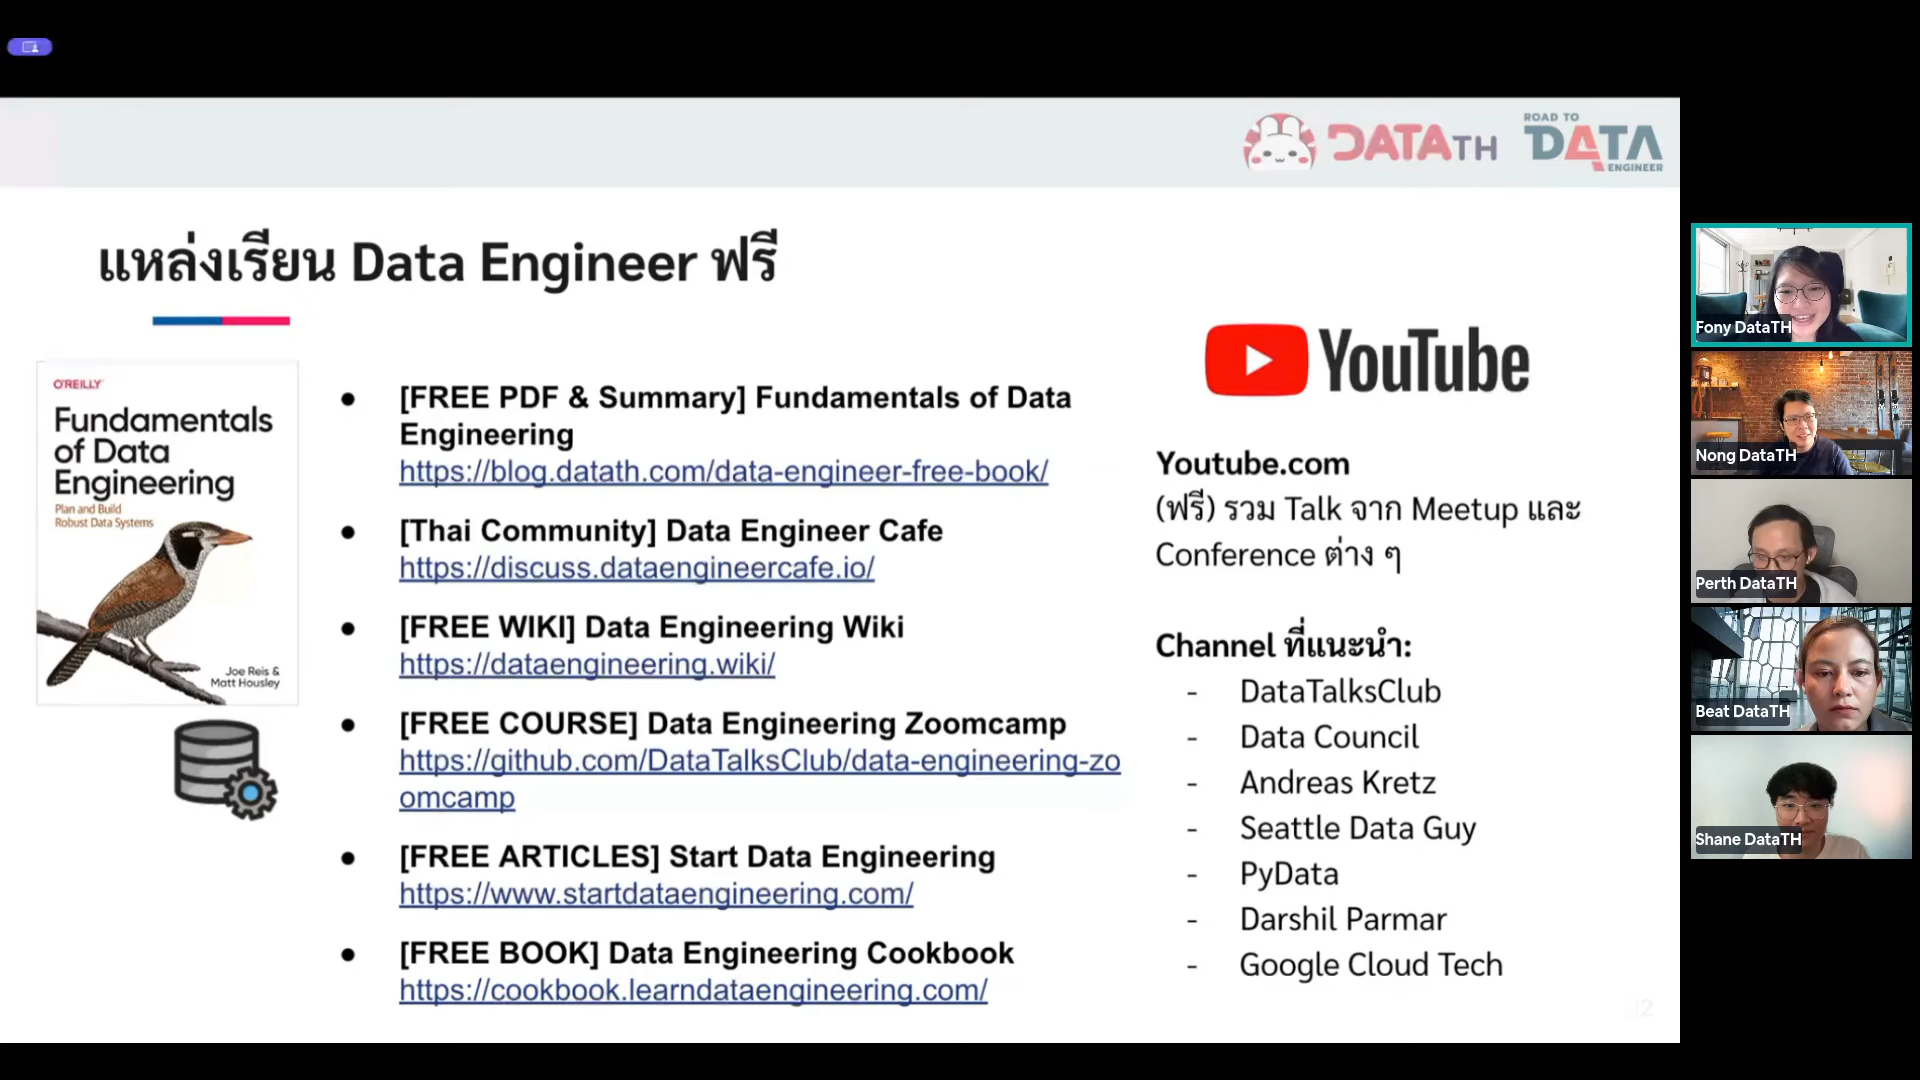 DATA TH
ROAD TO
DATA
ENGINEER
แหล่งเรียน Data Engineer ฟรี
O'REILLY
Fundamentals
of Data
Engineering
Plan and Build
Robust Data Systems
Joe Reis &
Matt Housley
● [FREE PDF & Summary] Fundamentals of Data
Engineering
https://blog.datath.com/data-engineer-free-book/
● [Thai Community] Data Engineer Cafe
https://discuss.dataengineercafe.io/
● [FREE WIKI] Data Engineering Wiki
https://dataengineering.wiki/
● [FREE COURSE] Data Engineering Zoomcamp
https://github.com/DataTalksClub/data-engineering-zo
omcamp
● [FREE ARTICLES] Start Data Engineering
https://www.startdataengineering.com/
● [FREE BOOK] Data Engineering Cookbook
https://cookbook.learndataengineering.com/
YouTube
Youtube.com
(ฟรี) รวม Talk จาก Meetup และ
Conference ต่าง ๆ
Channel ที่แนะนำ:
- DataTalksClub
- Data Council
- Andreas Kretz
- Seattle Data Guy
- PyData
- Darshil Parmar
- Google Cloud Tech
Fony DataTH
Nong DataTH
Perth DataTH
Beat DataTH
Shane DataTH